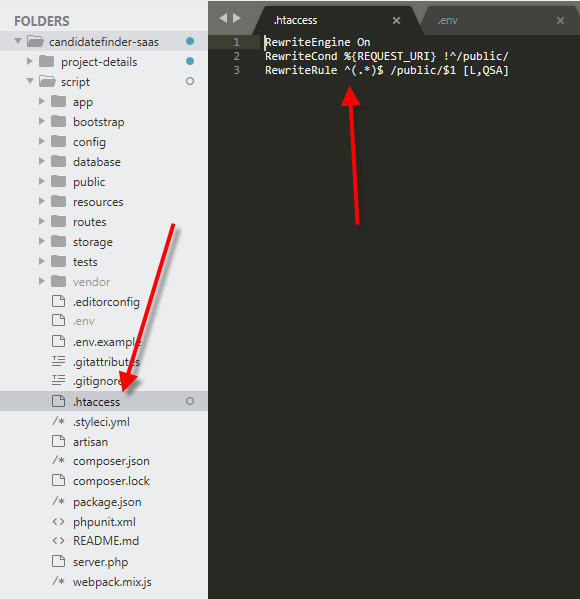 FOLDERS
candidatefinder-saas
project-details
script
app
bootstrap
config
database
public
resources
routes
storage
tests
vendor
.editorconfig
.env
.env.example
.gitattributes
.gitignore
.htaccess
/* .styleci.yml
artisan
/* composer.json
composer.lock
/* package.json
<> phpunit.xml
<> README.md
server.php
/* webpack.mix.js
.htaccess ×
.env ×
1 RewriteEngine On
2 RewriteCond %{REQUEST_URI} !^/public/
3 RewriteRule ^(.*)$ /public/$1 [L,QSA]